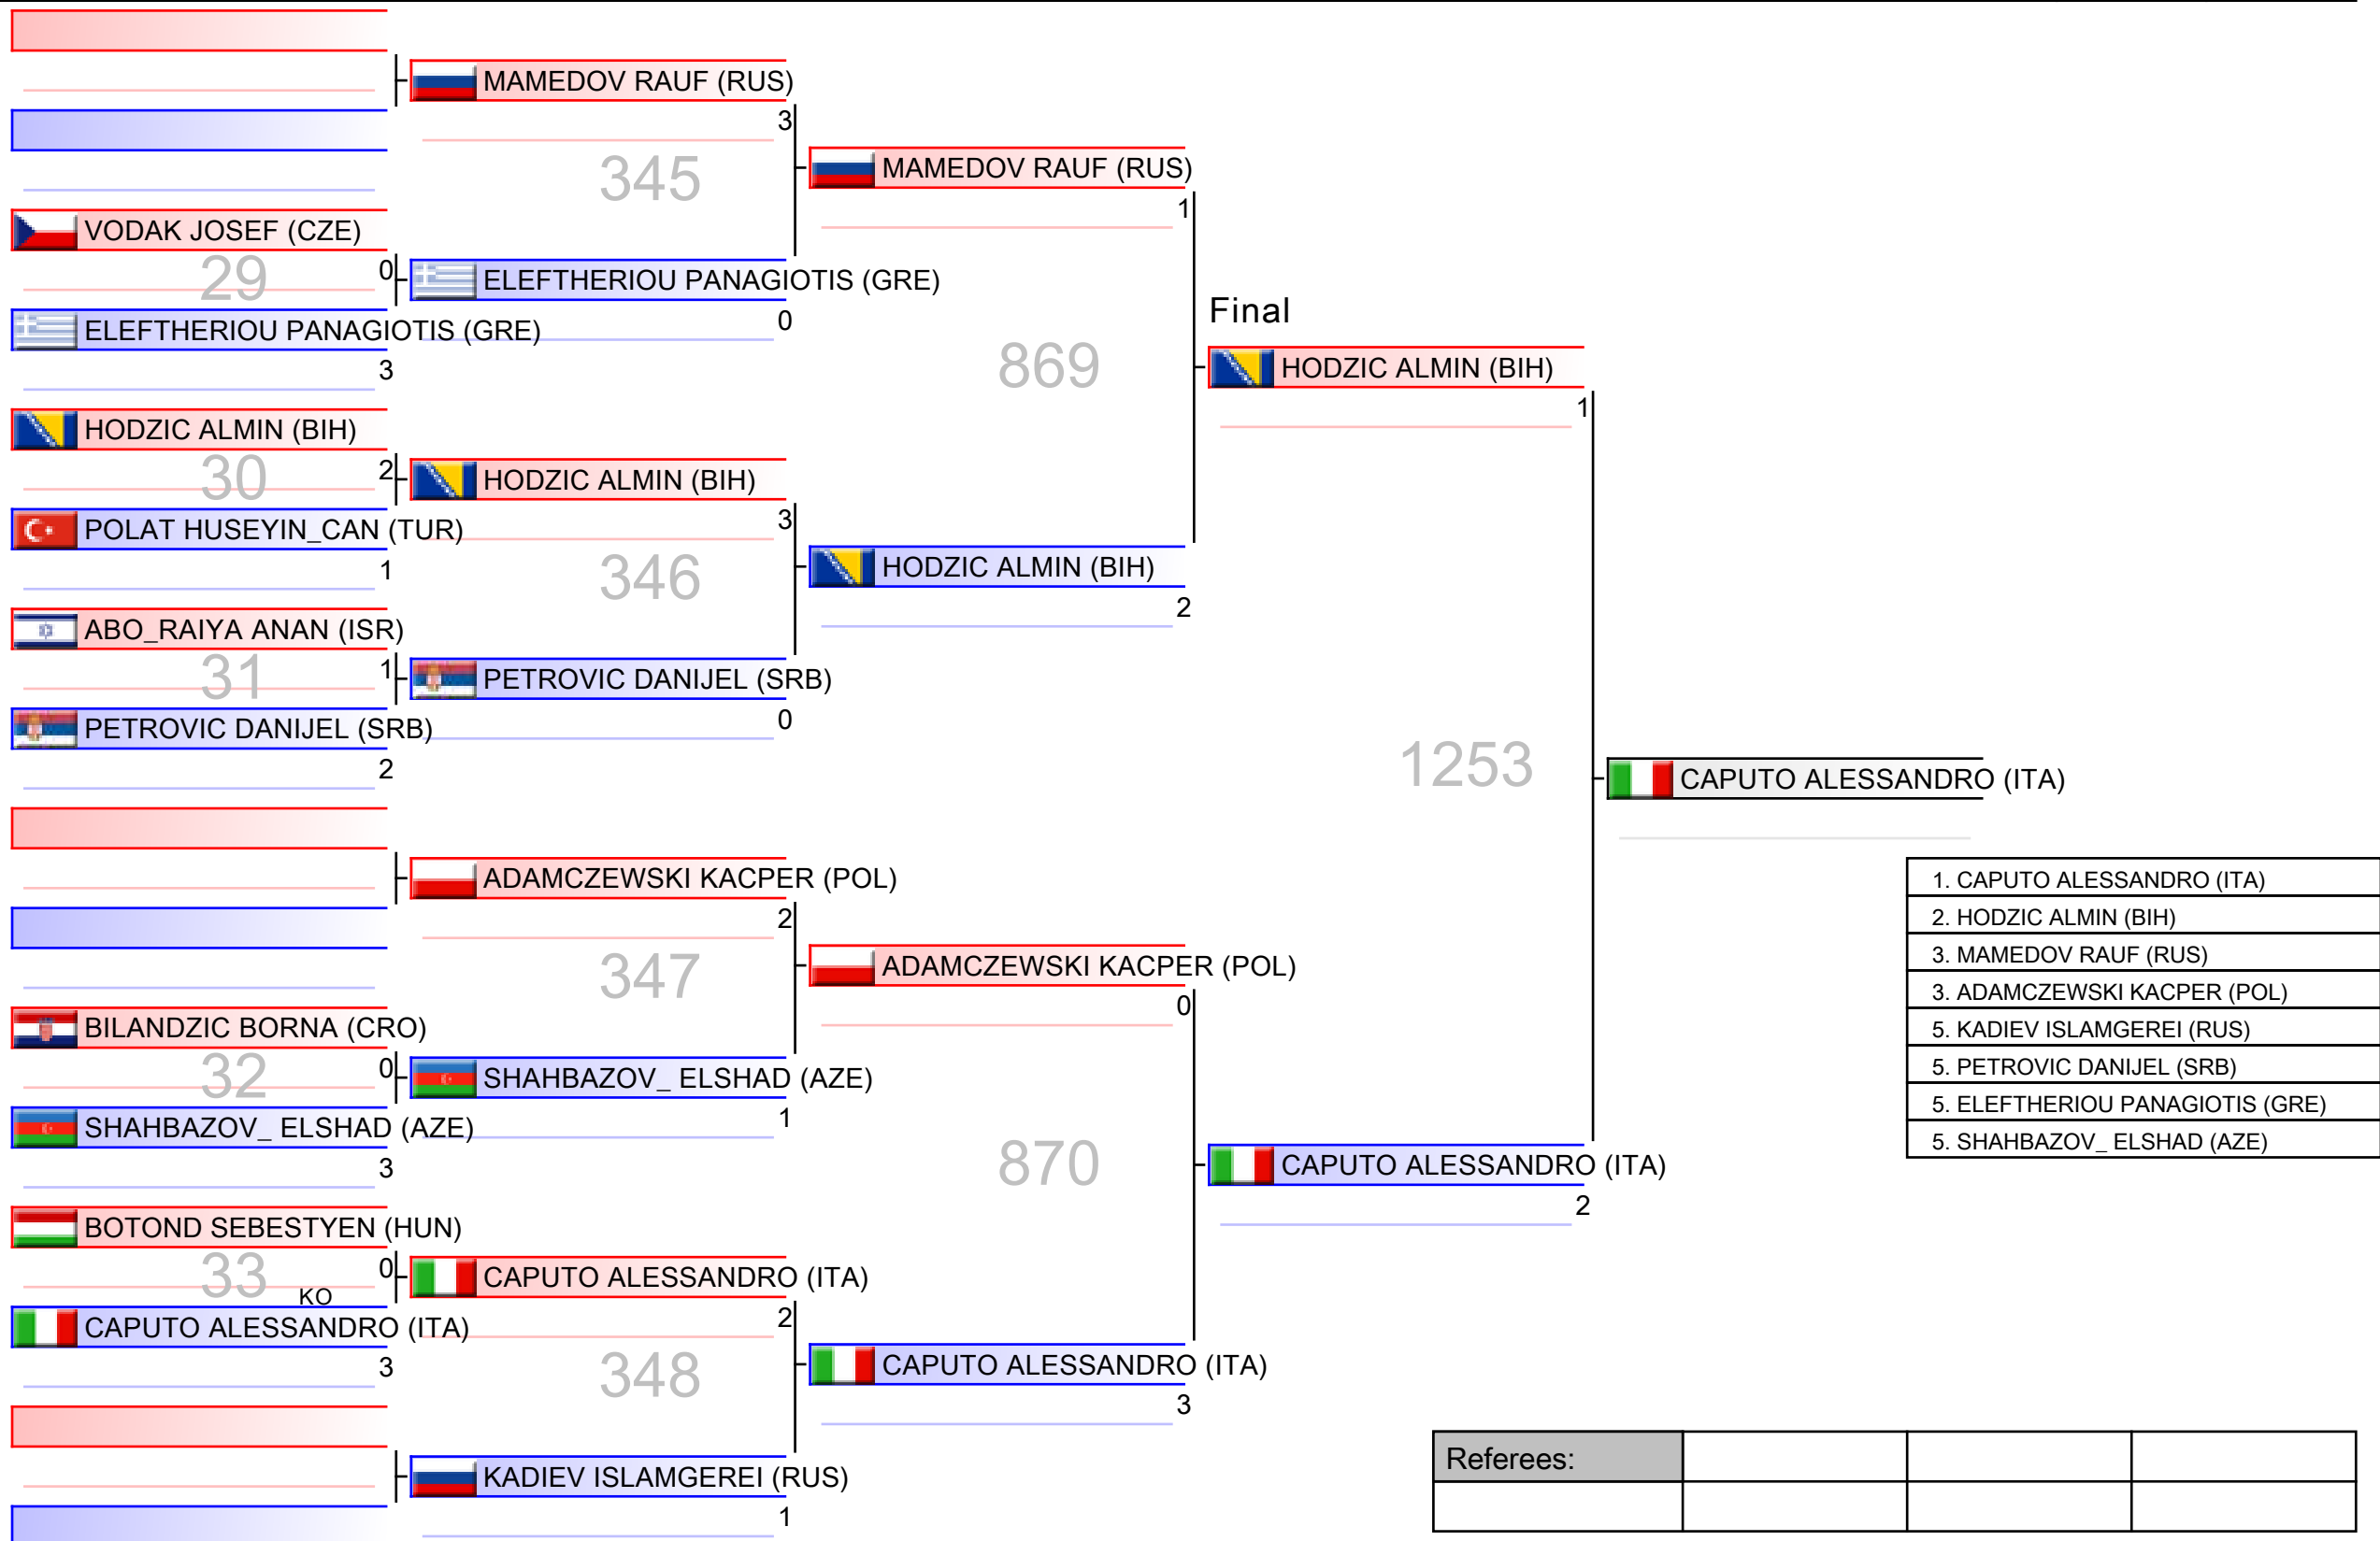 MAMEDOV RAUF (RUS)
3
345
MAMEDOV RAUF (RUS)
1
VODAK JOSEF (CZE)
0
29
ELEFTHERIOU PANAGIOTIS (GRE)
0
ELEFTHERIOU PANAGIOTIS (GRE)
3
869
Final
HODZIC ALMIN (BIH)
1
HODZIC ALMIN (BIH)
2
30
HODZIC ALMIN (BIH)
3
POLAT HUSEYIN_CAN (TUR)
1
346
HODZIC ALMIN (BIH)
2
ABO_RAIYA ANAN (ISR)
1
31
PETROVIC DANIJEL (SRB)
0
PETROVIC DANIJEL (SRB)
2
1253
CAPUTO ALESSANDRO (ITA)
ADAMCZEWSKI KACPER (POL)
2
347
ADAMCZEWSKI KACPER (POL)
0
BILANDZIC BORNA (CRO)
0
32
SHAHBAZOV_ ELSHAD (AZE)
1
SHAHBAZOV_ ELSHAD (AZE)
3
870
CAPUTO ALESSANDRO (ITA)
2
BOTOND SEBESTYEN (HUN)
0
33
KO
CAPUTO ALESSANDRO (ITA)
2
CAPUTO ALESSANDRO (ITA)
3
348
CAPUTO ALESSANDRO (ITA)
3
KADIEV ISLAMGEREI (RUS)
1
1. CAPUTO ALESSANDRO (ITA)
2. HODZIC ALMIN (BIH)
3. MAMEDOV RAUF (RUS)
3. ADAMCZEWSKI KACPER (POL)
5. KADIEV ISLAMGEREI (RUS)
5. PETROVIC DANIJEL (SRB)
5. ELEFTHERIOU PANAGIOTIS (GRE)
5. SHAHBAZOV_ ELSHAD (AZE)
Referees: